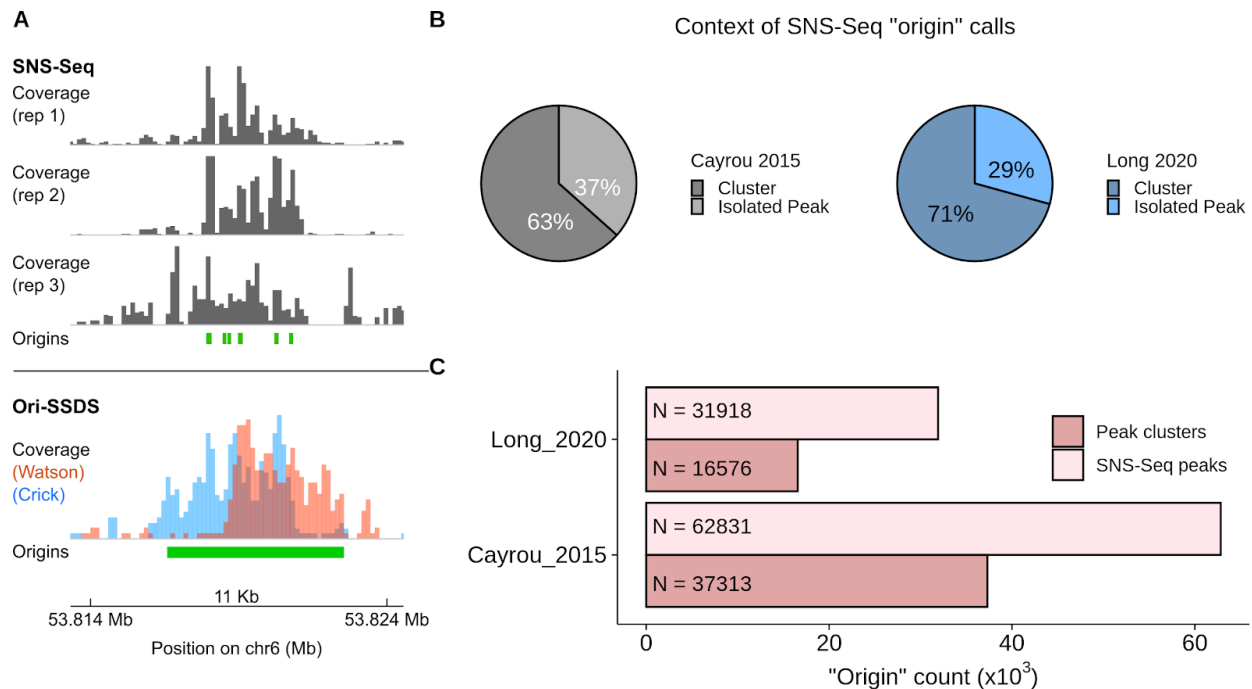 A
SNS-Seq
Coverage
(rep 1)
Coverage
(rep 2)
Coverage
(rep 3)
Origins
Ori-SSDS
Coverage
(Watson)
(Crick)
Origins
11 Kb
53.814 Mb 53.824 Mb
Position on chr6 (Mb)
B
Context of SNS-Seq "origin" calls
37%
63%
Cayrou 2015
Cluster
Isolated Peak
29%
71%
Long 2020
Cluster
Isolated Peak
C
Long_2020
Cayrou_2015
N = 31918
N = 16576
N = 62831
N = 37313
Peak clusters
SNS-Seq peaks
0 20 40 60
"Origin" count (x10³)